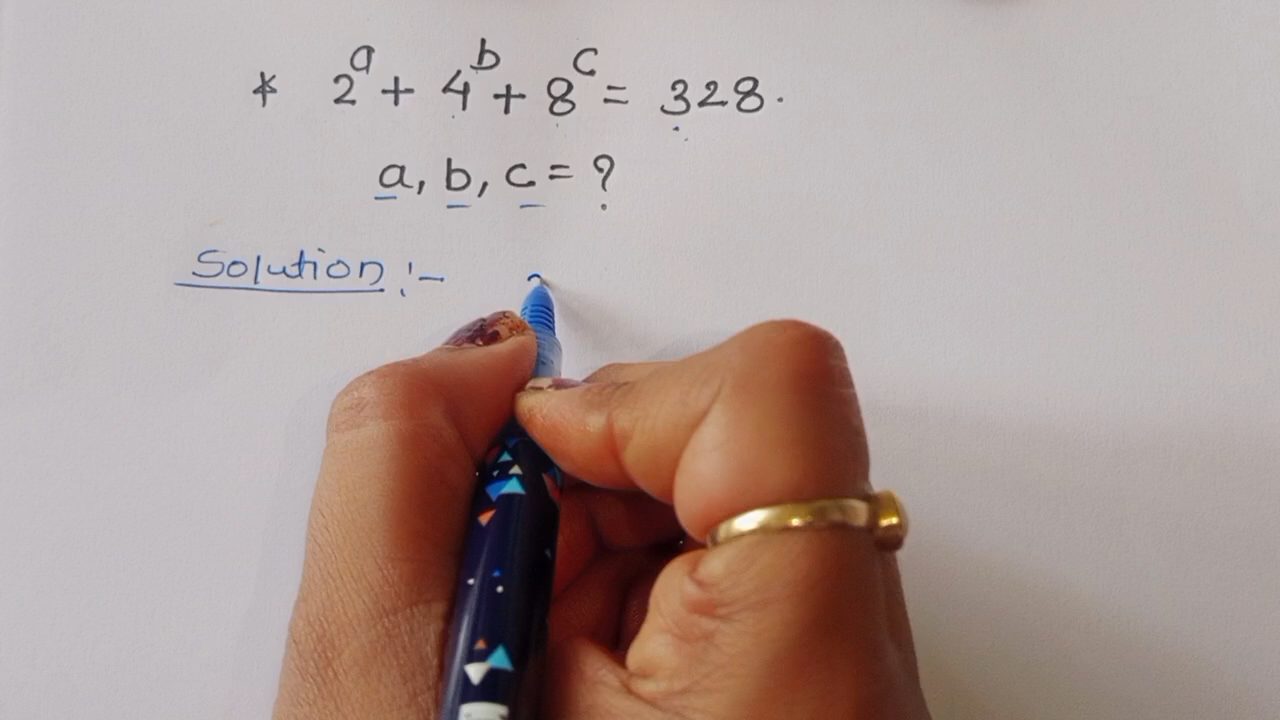 * 2^a + 4^b + 8^c = 328.
a, b, c = ?
Solution :-